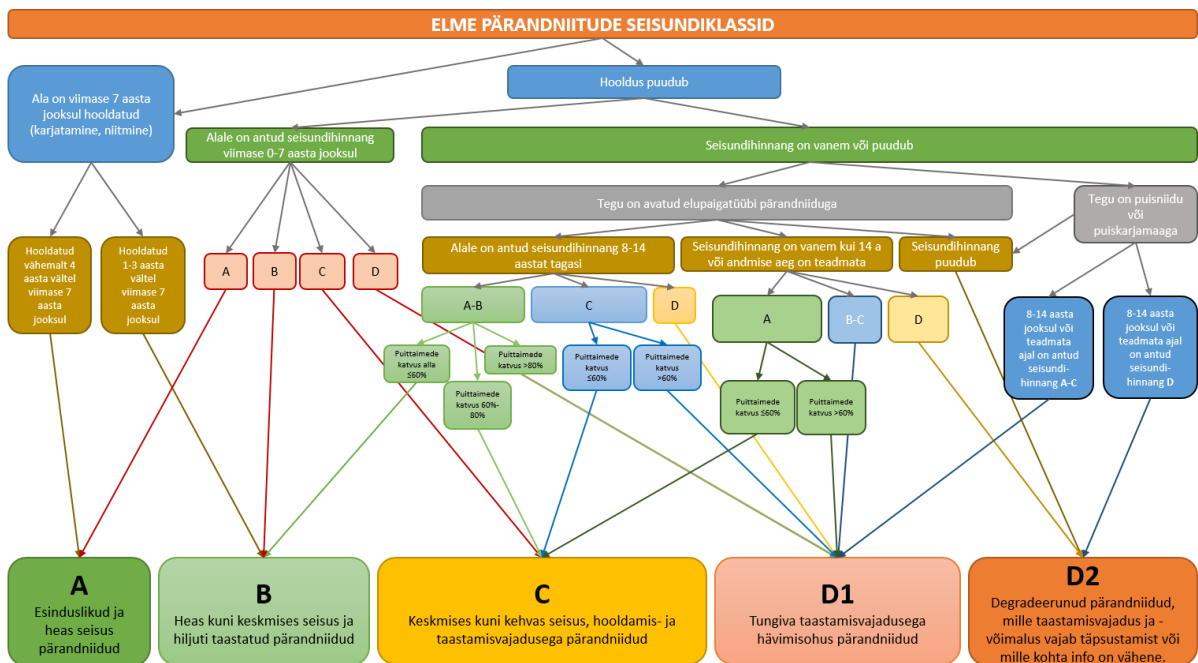 ELME PÄRANDNIITUDE SEISUNDIKLASSID
Ala on viimase 7 aasta
jooksul hooldatud
(karjatamine, niitmine)
Hooldus puudub
Alale on antud seisundihinnang
viimase 0-7 aasta jooksul
Seisundihinnang on vanem või puudub
Tegu on avatud elupaigatüübi pärandniiduga
Tegu on puisniidu
või
puiskarjamaaga
Hooldatud
vähemalt 4
aasta vältel
viimase 7
aasta
jooksul
Hooldatud
1-3 aasta
vältel
viimase 7
aasta
jooksul
A
B
C
D
Alale on antud seisundihinnang 8-14
aastat tagasi
Seisundihinnang on vanem kui 14 a
või andmise aeg on teadmata
Seisundihinnang
puudub
A-B
C
D
A
B-C
D
8-14 aasta
jooksul või
teadmata
ajal on antud
seisundi-
hinnang A-C
8-14 aasta
jooksul või
teadmata ajal
on antud
seisundi-
hinnang D
Puittaimede
katvus alla
≤60%
Puittaimede
katvus 60%-
80%
Puittaimede
katvus >80%
Puittaimede
katvus
≤60%
Puittaimede
katvus
>60%
Puittaimede
katvus ≤60%
Puittaimede
katvus >60%
A
Esinduslikud ja
heas seisus
pärandniidud
B
Heas kuni keskmises seisus ja
hiljuti taastatud pärandniidud
C
Keskmises kuni kehvas seisus, hooldamis- ja
taastamisvajadusega pärandniidud
D1
Tungiva taastamisvajadusega
hävimisohus pärandniidud
D2
Degradeerunud pärandniidud,
mille taastamisvajadus ja -
võimalus vajab täpsustamist või
mille kohta info on vähene.